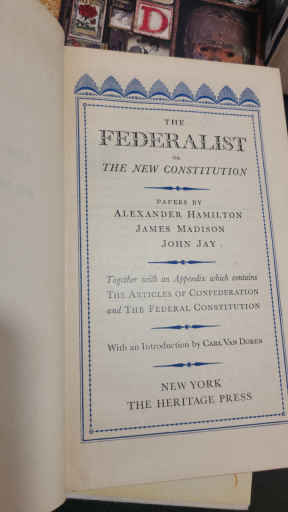 D
THE
FEDERALIST
OR
THE NEW CONSTITUTION
PAPERS BY
ALEXANDER HAMILTON
JAMES MADISON
JOHN JAY
Together with an Appendix which contains
THE ARTICLES OF CONFEDERATION
and THE FEDERAL CONSTITUTION
With an Introduction by CARL VAN DOREN
NEW YORK
THE HERITAGE PRESS